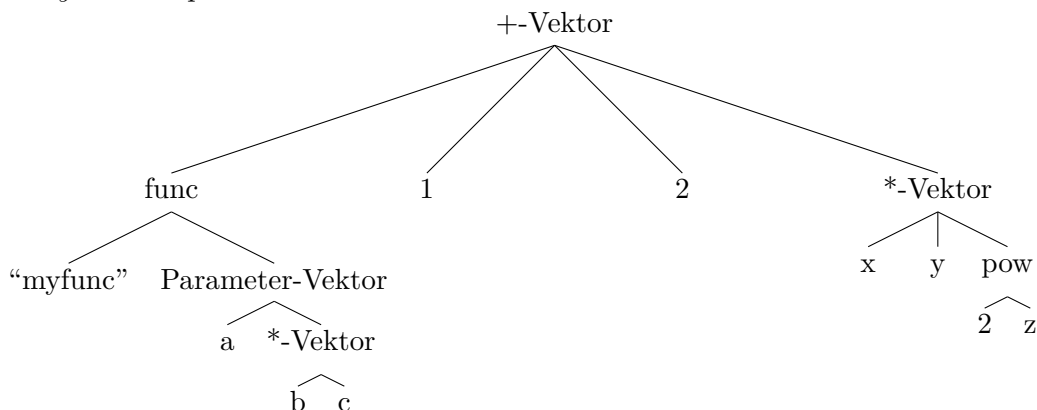 +-Vektor
func 1 2 *-Vektor
“myfunc” Parameter-Vektor x y pow
a *-Vektor 2 z
b c